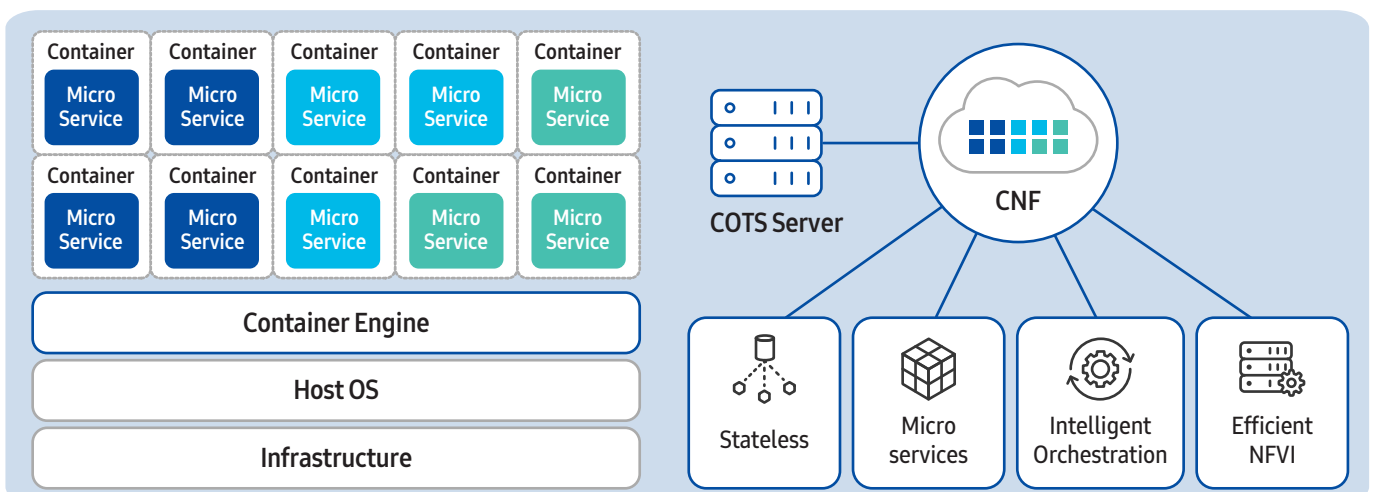 Container Container Container Container Container
Micro Micro Micro Micro Micro
Service Service Service Service Service
Container Container Container Container Container
Micro Micro Micro Micro Micro
Service Service Service Service Service
Container Engine
Host OS
Infrastructure
COTS Server
CNF
Stateless
Micro
services
Intelligent
Orchestration
Efficient
NFVI